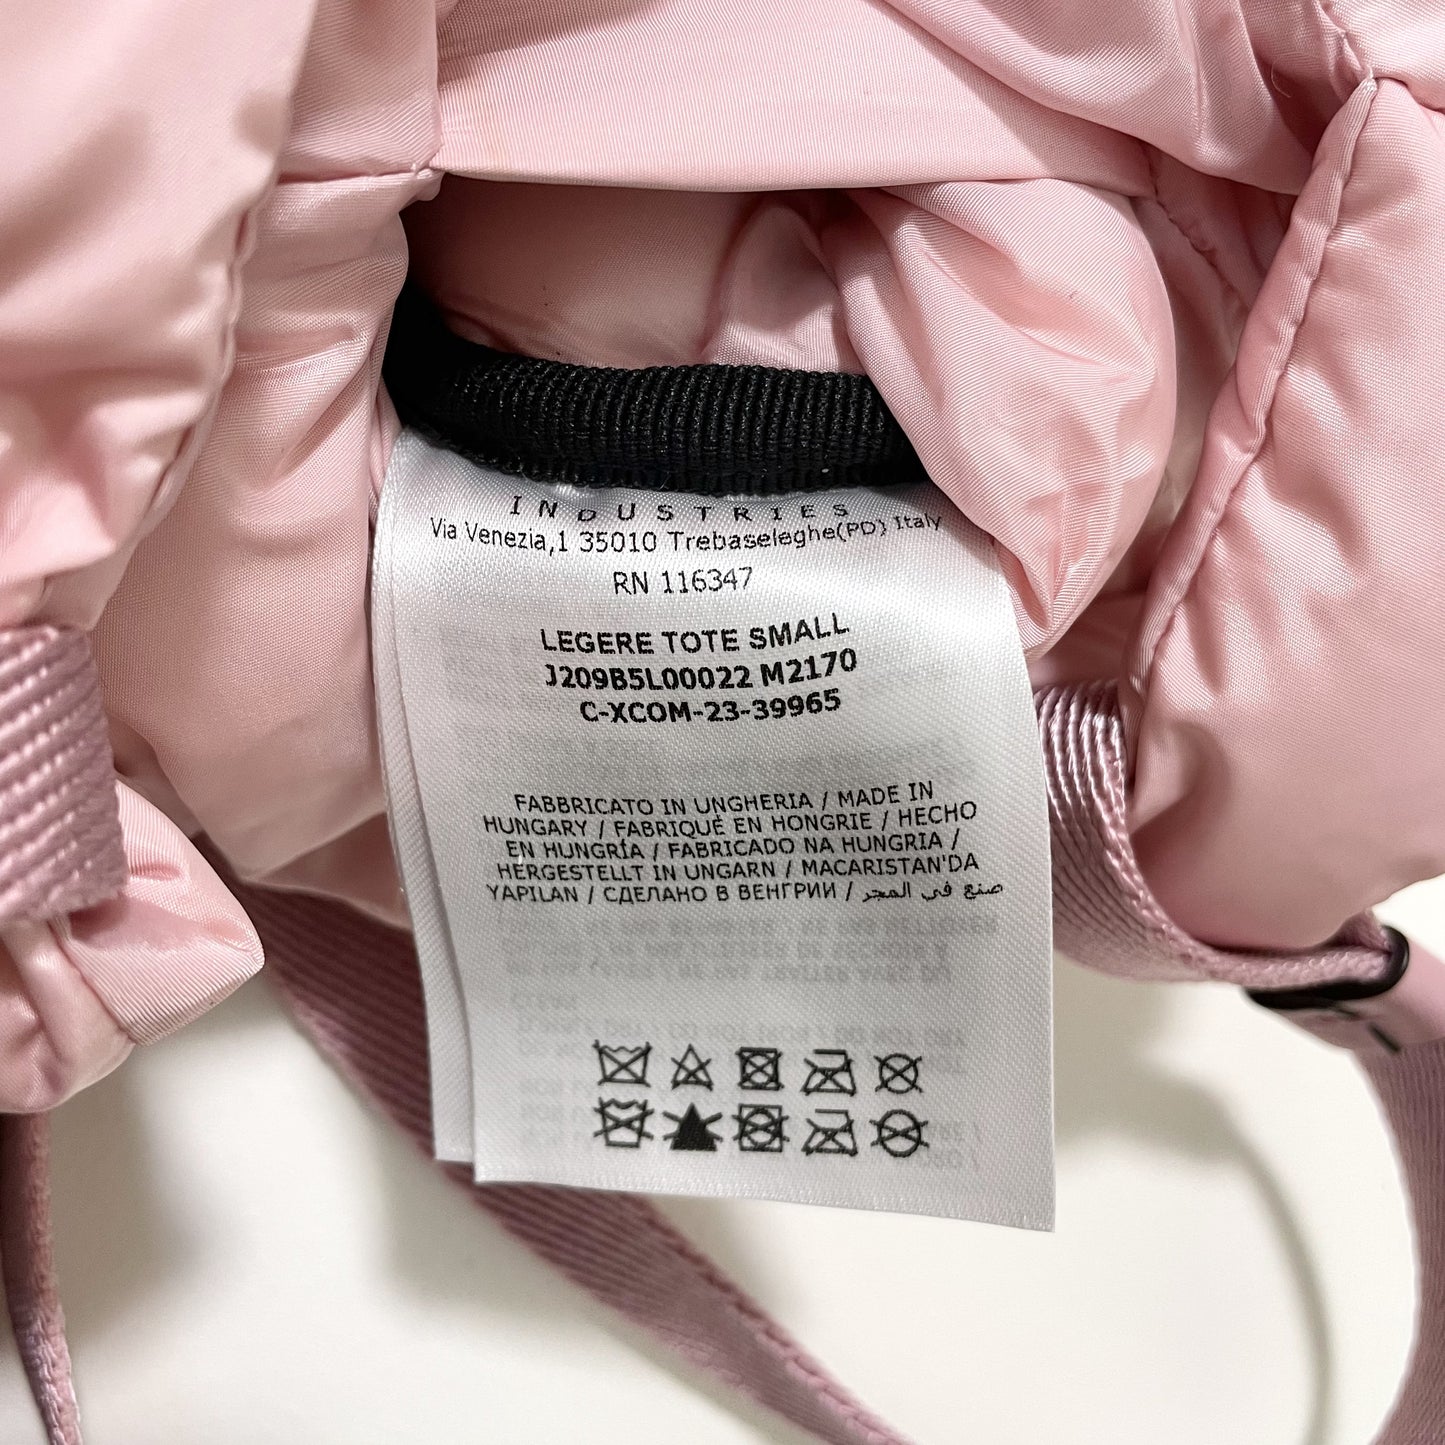 INDUSTRIES
Via Venezia,1 35010 Trebaseleghe(PD) Italy
RN 116347
LEGERE TOTE SMALL
J209B5L00022 M2170
C-XCOM-23-39965
FABBRICATO IN UNGHERIA / MADE IN
HUNGARY / FABRIQUÉ EN HONGRIE / HECHO
EN HUNGRÍA / FABRICADO NA HUNGRIA /
HERGESTELLT IN UNGARN / MACARISTAN'DA
YAPILAN / СДЕЛАНО В ВЕНГРИИ / صنع في المجر